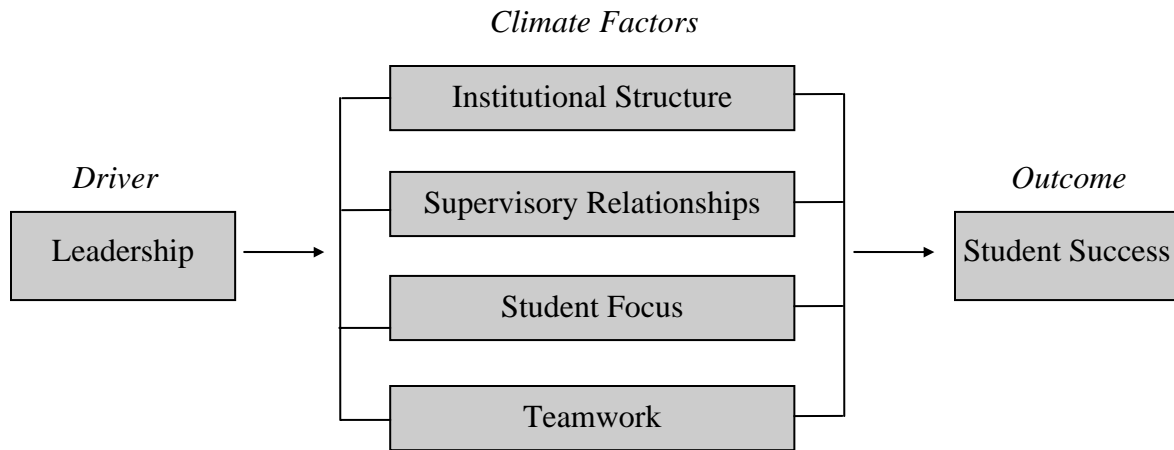 Climate Factors
Institutional Structure
Driver
Supervisory Relationships
Outcome
Leadership
Student Success
Student Focus
Teamwork